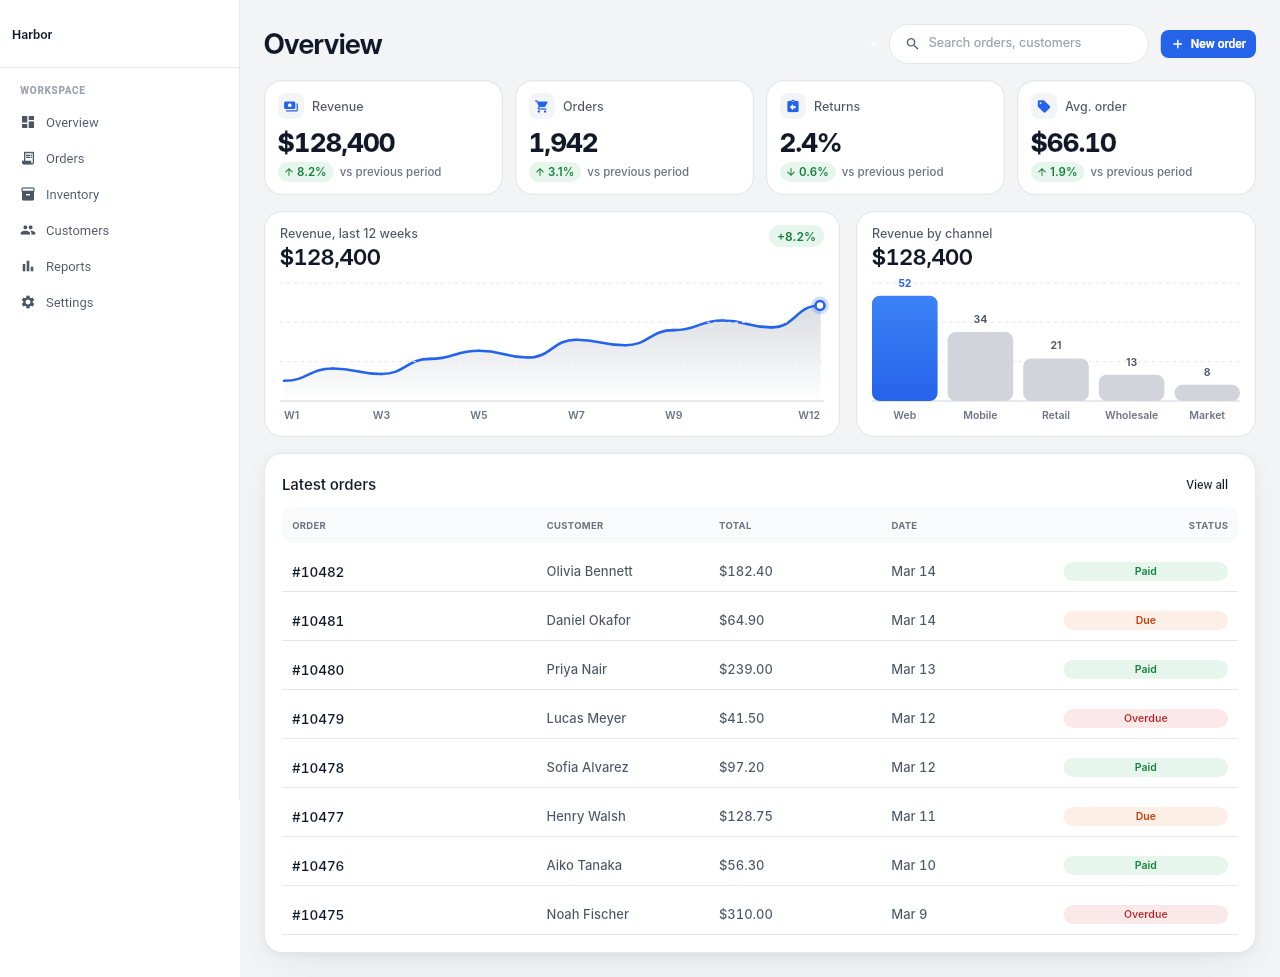 Harbor
WORKSPACE
Overview
Orders
Inventory
Customers
Reports
Settings
Overview
Search orders, customers
New order
Revenue
$128,400
8.2% vs previous period
Orders
1,942
3.1% vs previous period
Returns
2.4%
0.6% vs previous period
Avg. order
$66.10
1.9% vs previous period
Revenue, last 12 weeks
$128,400
+8.2%
W1 W3 W5 W7 W9 W12
Revenue by channel
$128,400
52 34 21 13 8
Web Mobile Retail Wholesale Market
Latest orders
View all
ORDER CUSTOMER TOTAL DATE STATUS
#10482 Olivia Bennett $182.40 Mar 14 Paid
#10481 Daniel Okafor $64.90 Mar 14 Due
#10480 Priya Nair $239.00 Mar 13 Paid
#10479 Lucas Meyer $41.50 Mar 12 Overdue
#10478 Sofia Alvarez $97.20 Mar 12 Paid
#10477 Henry Walsh $128.75 Mar 11 Due
#10476 Aiko Tanaka $56.30 Mar 10 Paid
#10475 Noah Fischer $310.00 Mar 9 Overdue